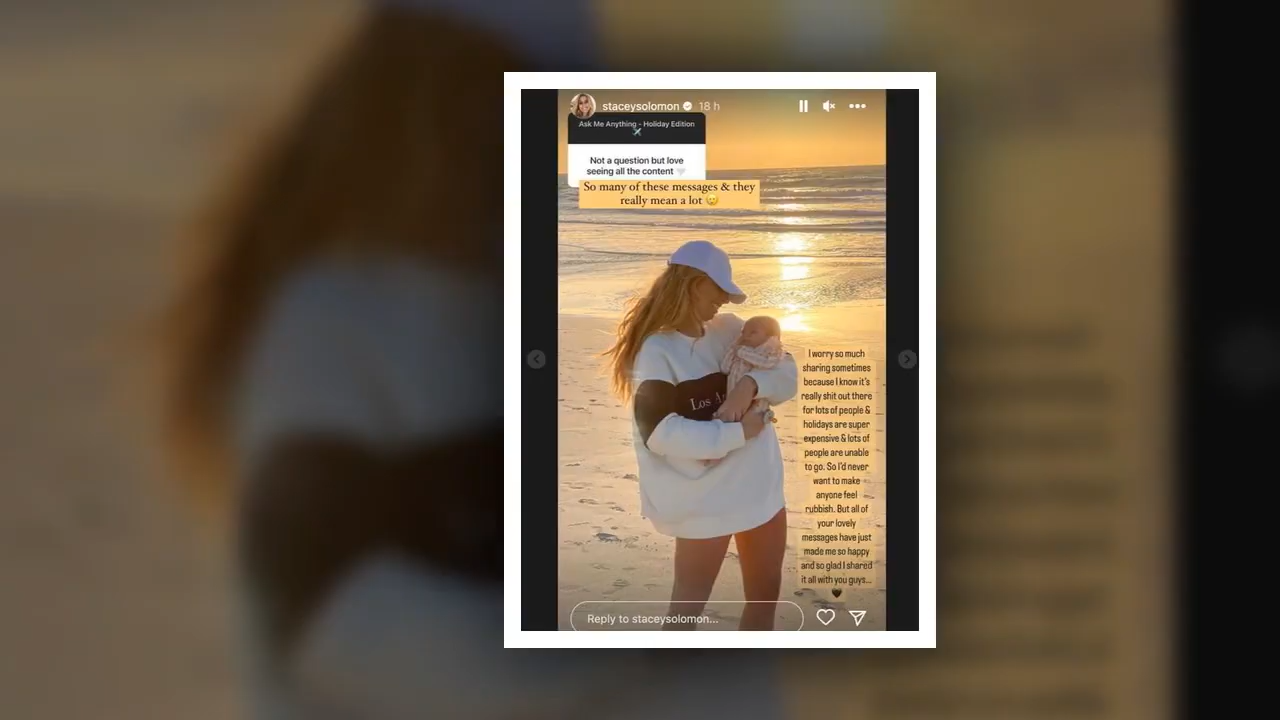 staceysolomon 18 h
Ask Me Anything - Holiday Edition
Not a question but love
seeing all the content
So many of these messages & they
really mean a lot 😢
Los A
I worry so much
sharing sometimes
because I know it's
really shit out there
for lots of people &
holidays are super
expensive & lots of
people are unable
to go. So I'd never
want to make
anyone feel
rubbish. But all of
your lovely
messages have just
made me so happy
and so glad I shared
it all with you guys...
Reply to staceysolomon...